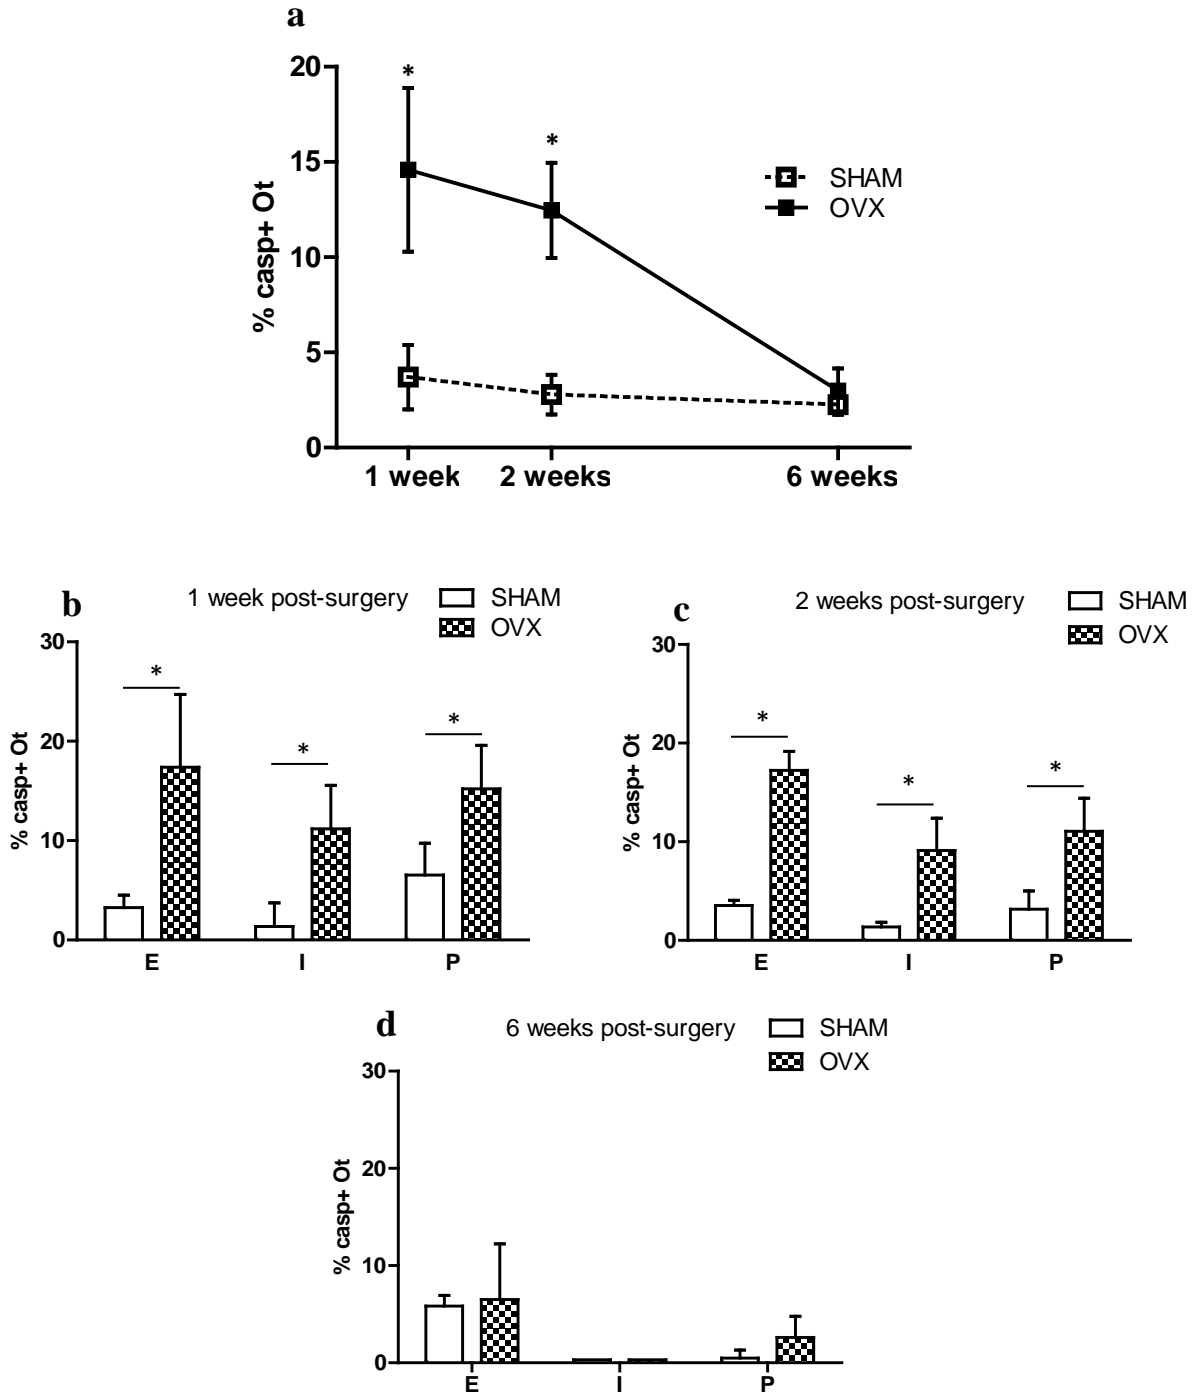 a
20
*
*
15
SHAM
OVX
10
% casp+ Ot
5
0
1 week 2 weeks 6 weeks
b
1 week post-surgery
SHAM
OVX
30
*
*
*
20
% casp+ Ot
10
0
E I P
c
2 weeks post-surgery
SHAM
OVX
30
*
*
*
20
% casp+ Ot
10
0
E I P
d
6 weeks post-surgery
SHAM
OVX
30
20
% casp+ Ot
10
0
E I P